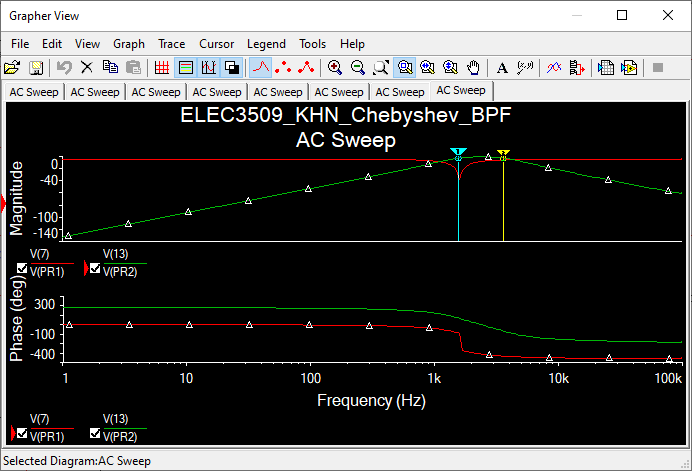 Grapher View
File Edit View Graph Trace Cursor Legend Tools Help
AC Sweep AC Sweep AC Sweep AC Sweep AC Sweep AC Sweep AC Sweep AC Sweep
ELEC3509_KHN_Chebyshev_BPF
AC Sweep
Magnitude
0
-40
-100
-140
V(7) V(13)
V(PR1) V(PR2)
Phase (deg)
300
-100
-400
1 10 100 1k 10k 100k
Frequency (Hz)
V(7) V(13)
V(PR1) V(PR2)
Selected Diagram:AC Sweep